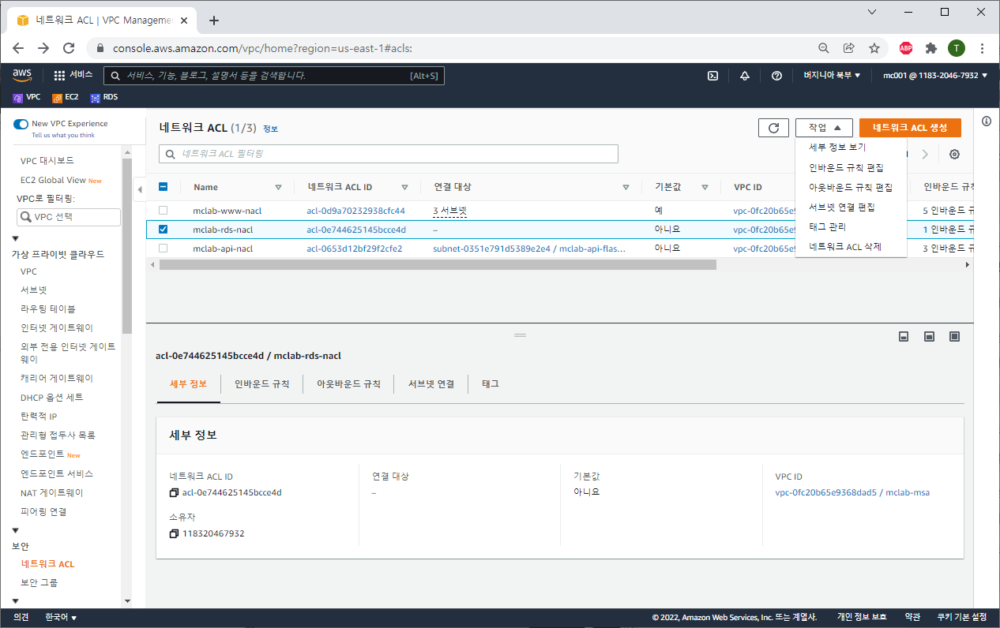 네트워크 ACL | VPC Manageme
console.aws.amazon.com/vpc/home?region=us-east-1#acls:
ABP
T
aws
서비스
서비스, 기능, 블로그, 설명서 등을 검색합니다.
[Alt+S]
버지니아 북부
mc001 @ 1183-2046-7932
VPC
EC2
RDS
New VPC Experience
Tell us what you think
VPC 대시보드
EC2 Global View New
VPC로 필터링:
VPC 선택
가상 프라이빗 클라우드
VPC
서브넷
라우팅 테이블
인터넷 게이트웨이
외부 전용 인터넷 게이트
웨이
캐리어 게이트웨이
DHCP 옵션 세트
탄력적 IP
관리형 접두사 목록
엔드포인트 New
엔드포인트 서비스
NAT 게이트웨이
피어링 연결
보안
네트워크 ACL
보안 그룹
네트워크 ACL (1/3) 정보
작업
네트워크 ACL 생성
네트워크 ACL 필터링
세부 정보 보기
인바운드 규칙 편집
아웃바운드 규칙 편집
서브넷 연결 편집
태그 관리
네트워크 ACL 삭제
Name 네트워크 ACL ID 연결 대상 기본값 VPC ID 인바운드 규칙
mclab-www-nacl acl-0d9a70232938cfc44 3 서브넷 예 vpc-0fc20b65e9 5 인바운드 규
mclab-rds-nacl acl-0e744625145bcce4d – 아니요 vpc-0fc20b65e9 1 인바운드 규
mclab-api-nacl acl-0653d12bf29f2cfe2 subnet-0351e791d5389e2e4 / mclab-api-flas... 아니요 vpc-0fc20b65e9 3 인바운드 규
acl-0e744625145bcce4d / mclab-rds-nacl
세부 정보
인바운드 규칙
아웃바운드 규칙
서브넷 연결
태그
세부 정보
네트워크 ACL ID
acl-0e744625145bcce4d
연결 대상
–
기본값
아니요
VPC ID
vpc-0fc20b65e9368dad5 / mclab-msa
소유자
118320467932
의견
한국어
© 2022, Amazon Web Services, Inc. 또는 계열사.
개인 정보 보호
약관
쿠키 기본 설정